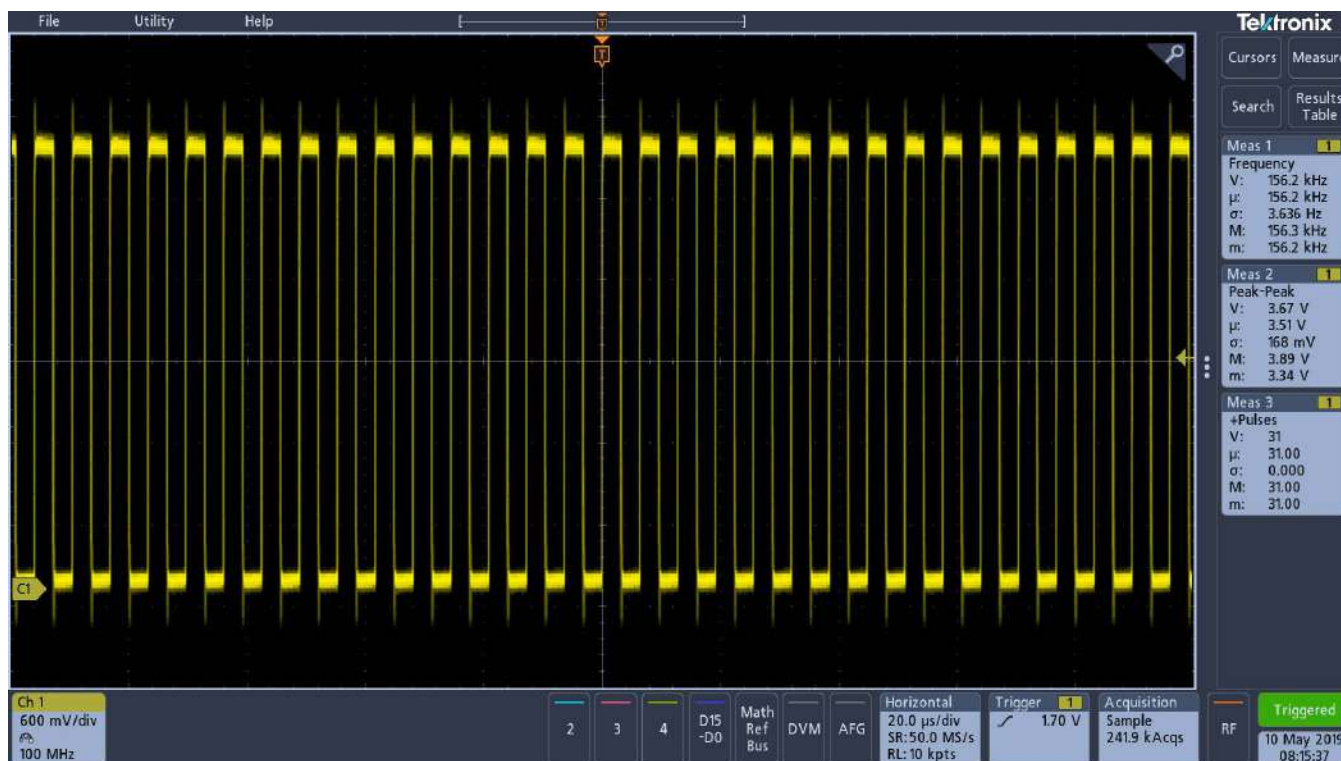 File Utility Help [ T ] Tektronix
T
Cursors Measur
Search Results
Table
Meas 1 1
Frequency
V: 156.2 kHz
μ: 156.2 kHz
σ: 3.636 Hz
M: 156.3 kHz
m: 156.2 kHz
Meas 2 1
Peak-Peak
V: 3.67 V
μ: 3.51 V
σ: 168 mV
M: 3.89 V
m: 3.34 V
Meas 3 1
+Pulses
V: 31
μ: 31.00
σ: 0.000
M: 31.00
m: 31.00
C1
Ch 1
600 mV/div
100 MHz
2
3
4
D15
-D0
Math
Ref
Bus
DVM
AFG
Horizontal
20.0 μs/div
SR:50.0 MS/s
RL:10 kpts
Trigger 1
1.70 V
Acquisition
Sample
241.9 kAcqs
RF
Triggered
10 May 2019
08:15:37